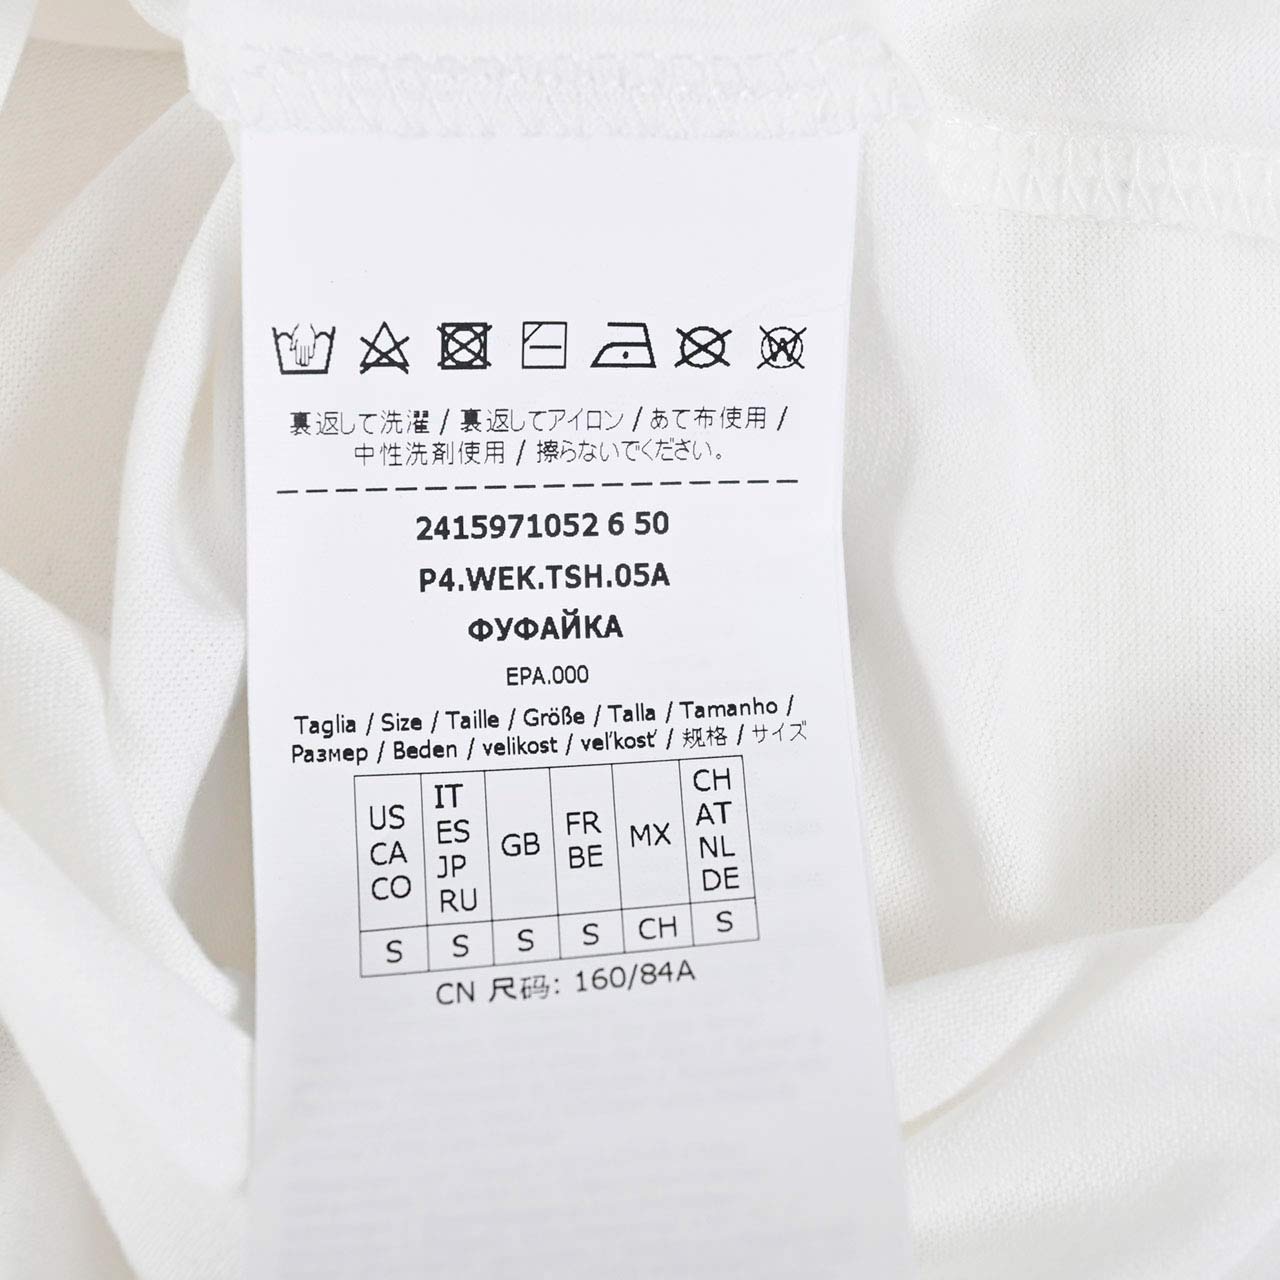 裏返して洗濯 / 裏返してアイロン / あて布使用 /
中性洗剤使用 / 擦らないでください。
2415971052 6 50
P4.WEK.TSH.05A
ФУФАЙКА
EPA.000
Taglia / Size / Taille / Größe / Talla / Tamanho /
Размер / Beden / velikost / veľkosť / 规格 / サイズ
US CA CO
IT ES JP RU
GB
FR BE
MX
CH AT NL DE
S S S S CH S
CN 尺码: 160/84A